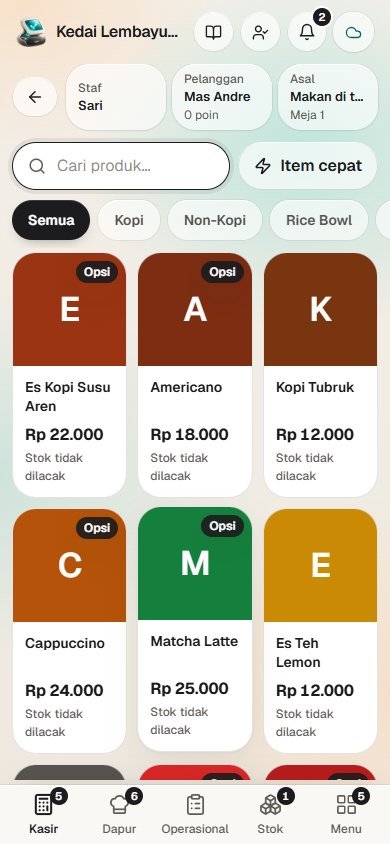 Kedai Lembayu...
2
Staf
Sari
Pelanggan
Mas Andre
0 poin
Asal
Makan di t...
Meja 1
Cari produk...
Item cepat
Semua
Kopi
Non-Kopi
Rice Bowl
Opsi
E
Es Kopi Susu
Aren
Rp 22.000
Stok tidak
dilacak
Opsi
A
Americano
Rp 18.000
Stok tidak
dilacak
K
Kopi Tubruk
Rp 12.000
Stok tidak
dilacak
Opsi
C
Cappuccino
Rp 24.000
Stok tidak
dilacak
Opsi
M
Matcha Latte
Rp 25.000
Stok tidak
dilacak
E
Es Teh
Lemon
Rp 12.000
Stok tidak
dilacak
5
Kasir
6
Dapur
Operasional
1
Stok
5
Menu